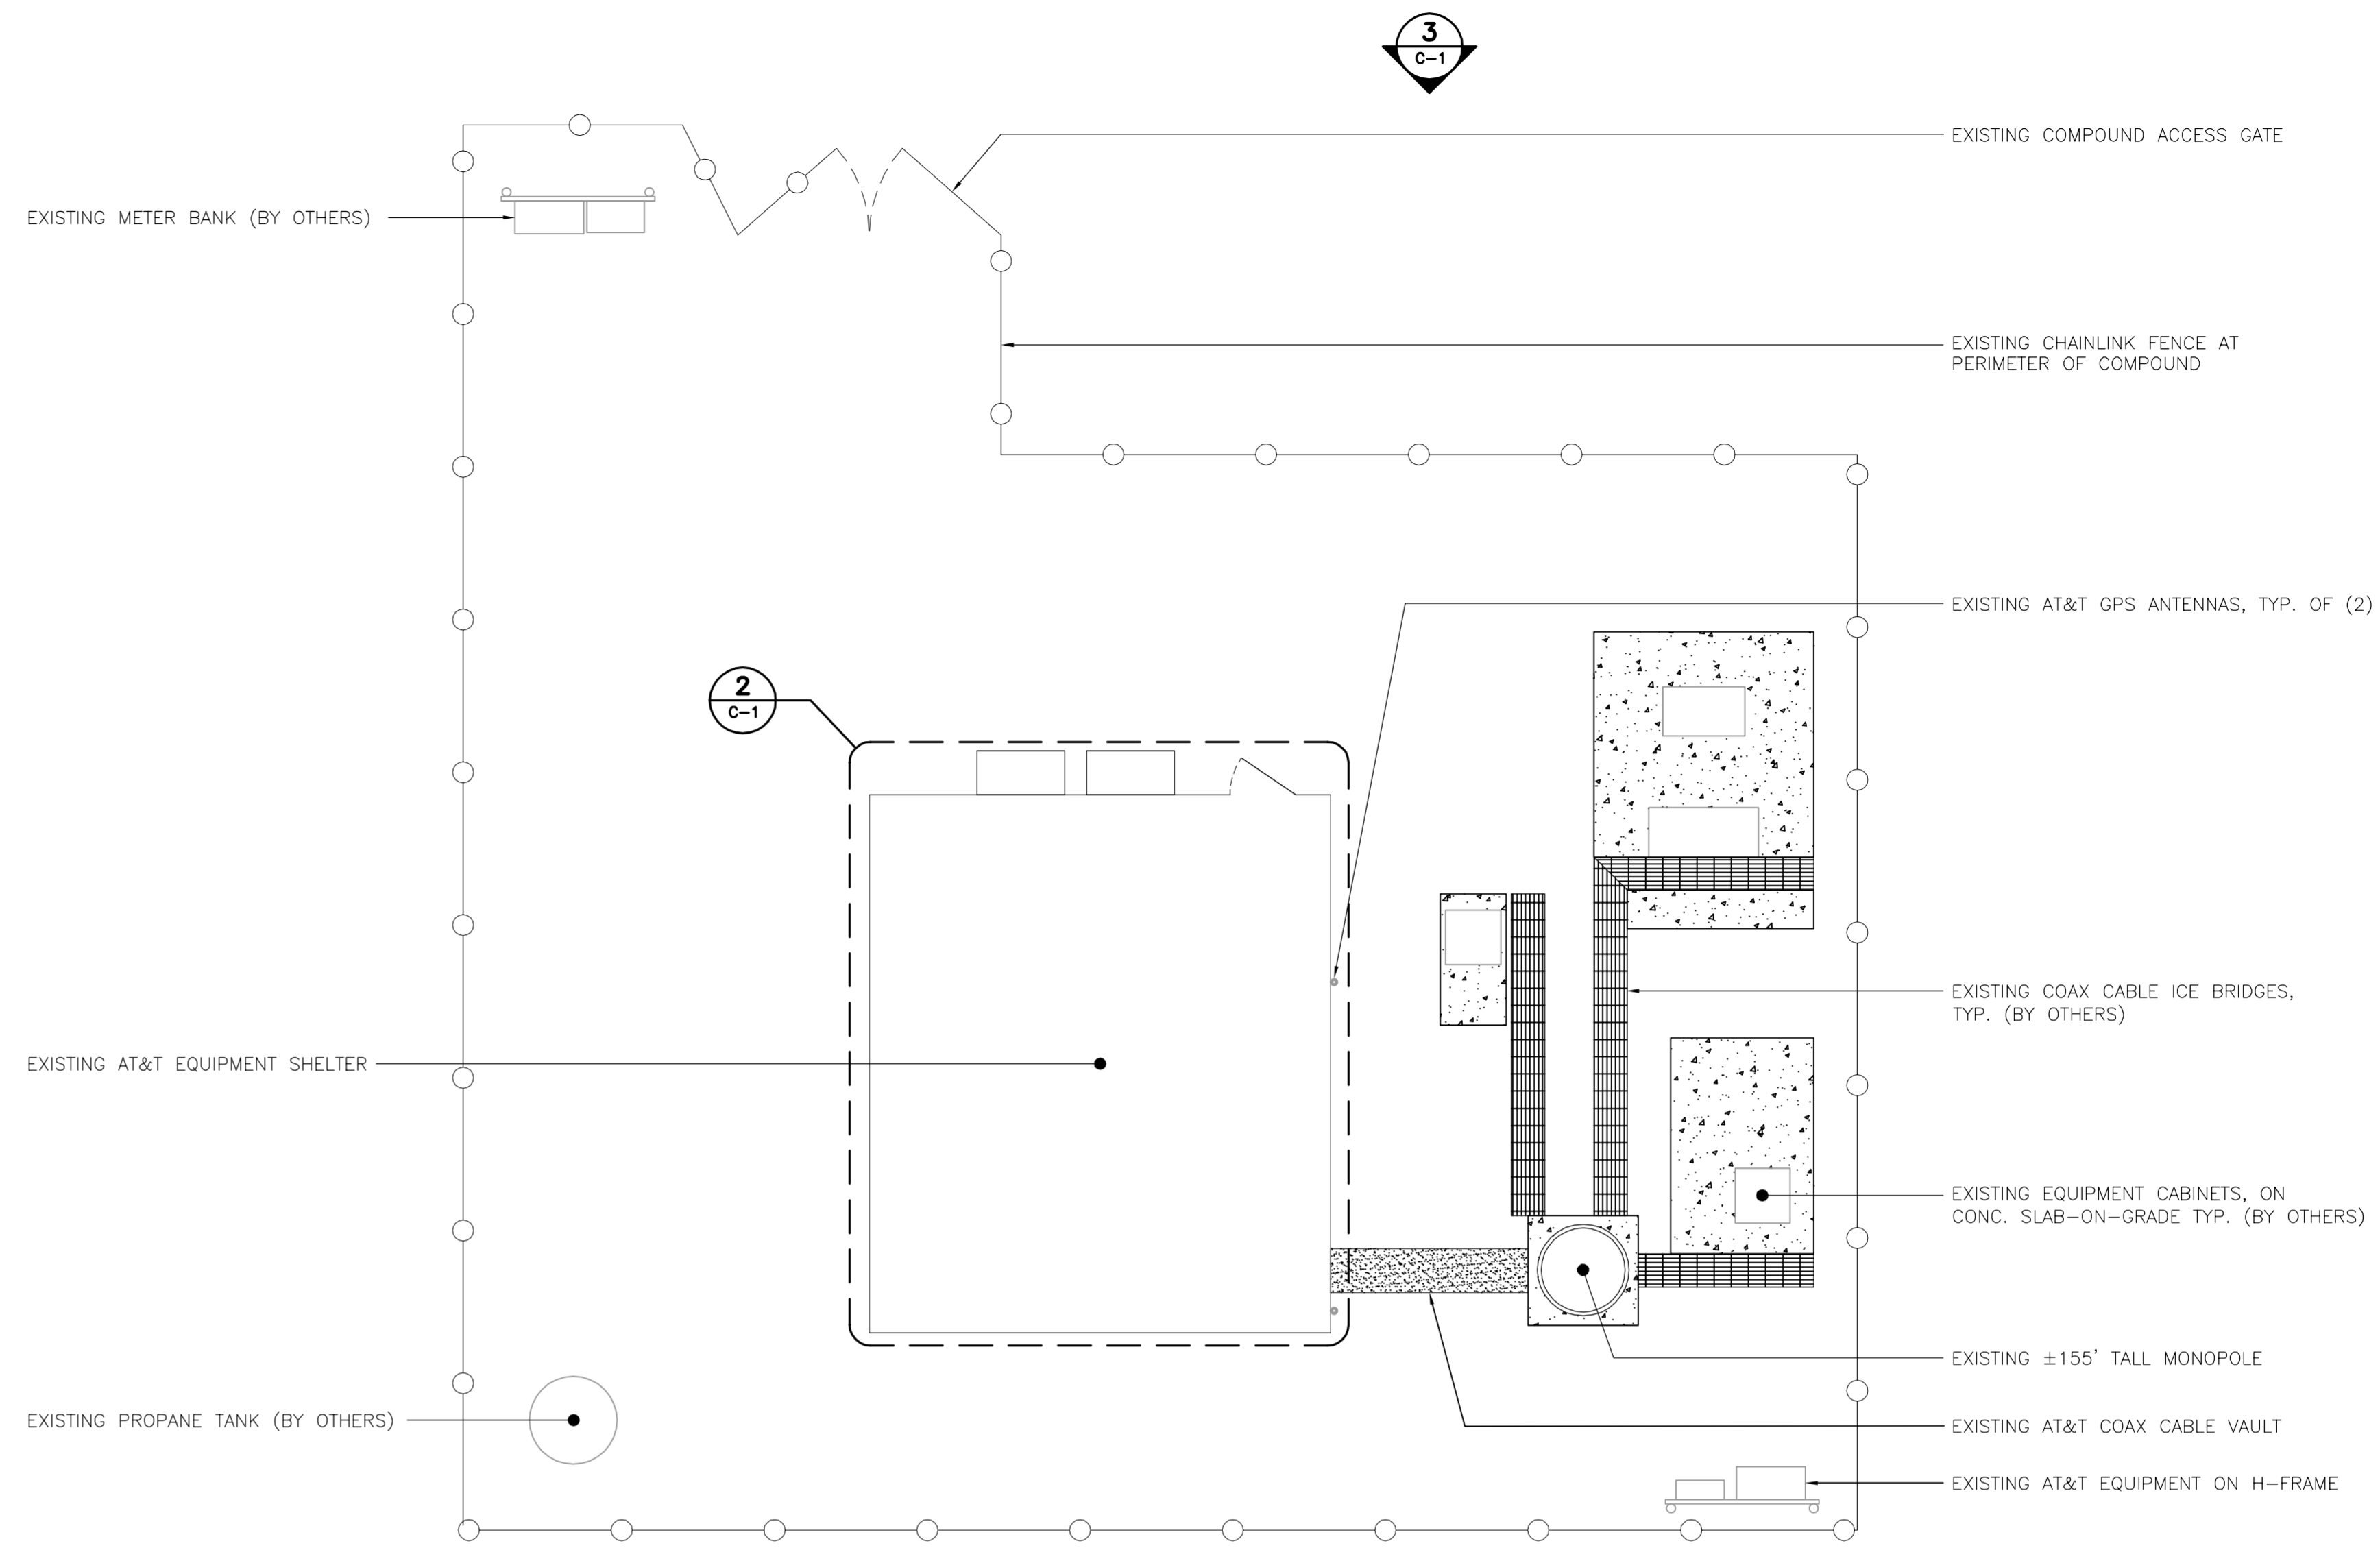 3
C-1
EXISTING COMPOUND ACCESS GATE
EXISTING METER BANK (BY OTHERS)
EXISTING CHAINLINK FENCE AT
PERIMETER OF COMPOUND
EXISTING AT&T GPS ANTENNAS, TYP. OF (2)
2
C-1
EXISTING COAX CABLE ICE BRIDGES,
TYP. (BY OTHERS)
EXISTING AT&T EQUIPMENT SHELTER
EXISTING EQUIPMENT CABINETS, ON
CONC. SLAB-ON-GRADE TYP. (BY OTHERS)
EXISTING ±155' TALL MONOPOLE
EXISTING PROPANE TANK (BY OTHERS)
EXISTING AT&T COAX CABLE VAULT
EXISTING AT&T EQUIPMENT ON H-FRAME